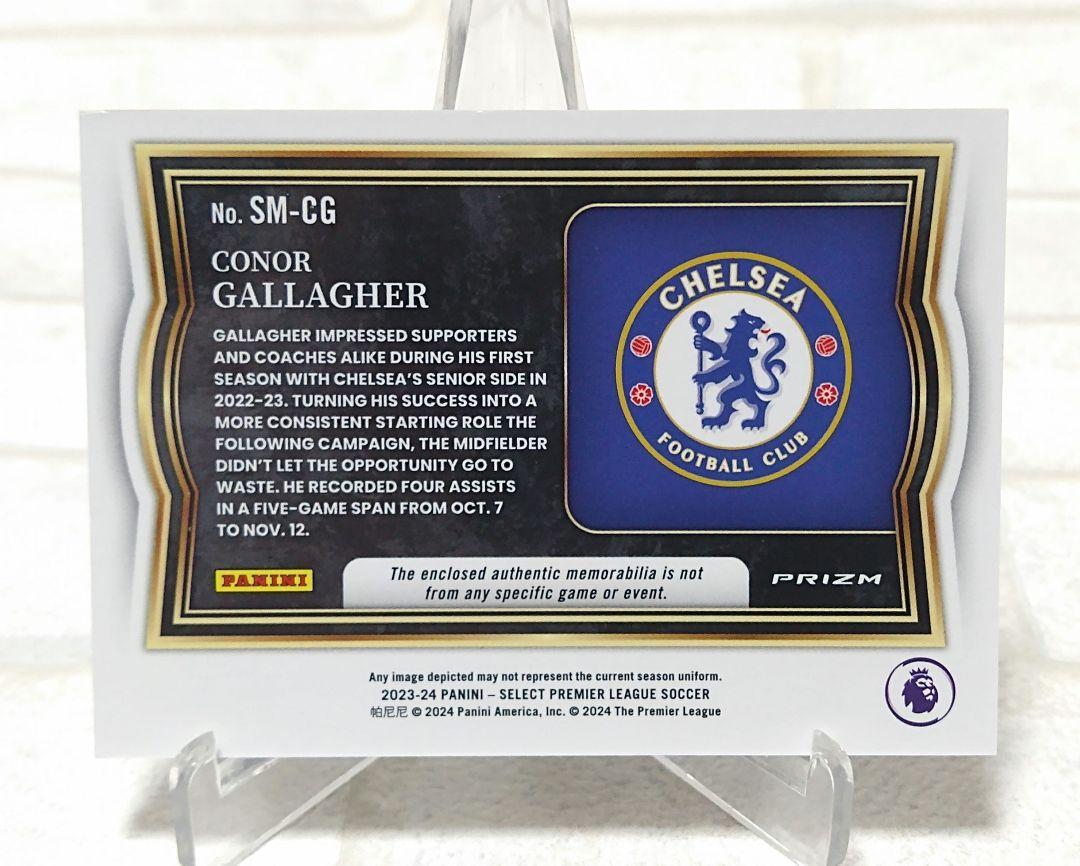 No. SM-CG
CONOR
GALLAGHER
GALLAGHER IMPRESSED SUPPORTERS
AND COACHES ALIKE DURING HIS FIRST
SEASON WITH CHELSEA'S SENIOR SIDE IN
2022-23. TURNING HIS SUCCESS INTO A
MORE CONSISTENT STARTING ROLE THE
FOLLOWING CAMPAIGN, THE MIDFIELDER
DIDN'T LET THE OPPORTUNITY GO TO
WASTE. HE RECORDED FOUR ASSISTS
IN A FIVE-GAME SPAN FROM OCT. 7
TO NOV. 12.
CHELSEA
FOOTBALL CLUB
PANINI
The enclosed authentic memorabilia is not
from any specific game or event.
PRIZM
Any image depicted may not represent the current season uniform.
2023-24 PANINI – SELECT PREMIER LEAGUE SOCCER
帕尼尼 © 2024 Panini America, Inc. © 2024 The Premier League